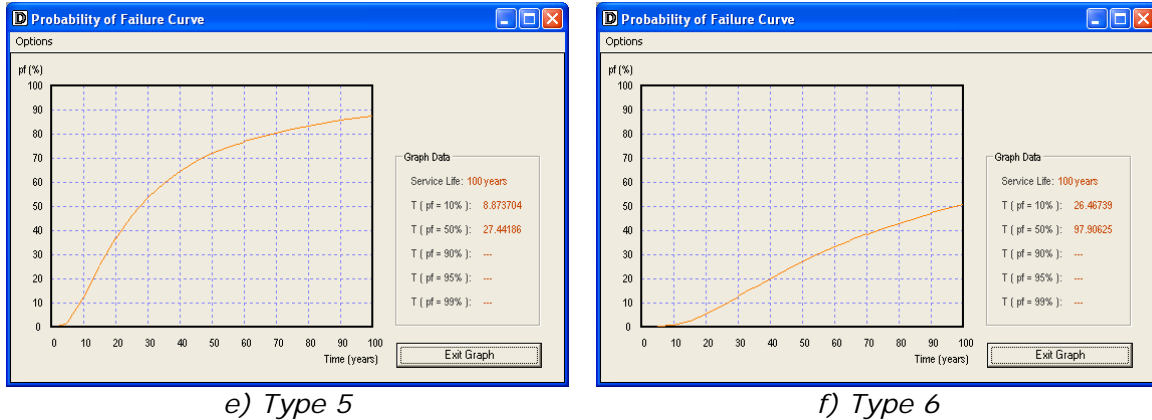 Probability of Failure Curve
Options
pf (%)
100
90
80
70
60
50
40
30
20
10
0
0 10 20 30 40 50 60 70 80 90 100
Time (years)
Graph Data
Service Life: 100 years
T ( pf = 10% ): 8.873704
T ( pf = 50% ): 27.44186
T ( pf = 90% ): ---
T ( pf = 95% ): ---
T ( pf = 99% ): ---
Exit Graph
e) Type 5
Probability of Failure Curve
Options
pf (%)
100
90
80
70
60
50
40
30
20
10
0
0 10 20 30 40 50 60 70 80 90 100
Time (years)
Graph Data
Service Life: 100 years
T ( pf = 10% ): 26.46739
T ( pf = 50% ): 97.90625
T ( pf = 90% ): ---
T ( pf = 95% ): ---
T ( pf = 99% ): ---
Exit Graph
f) Type 6